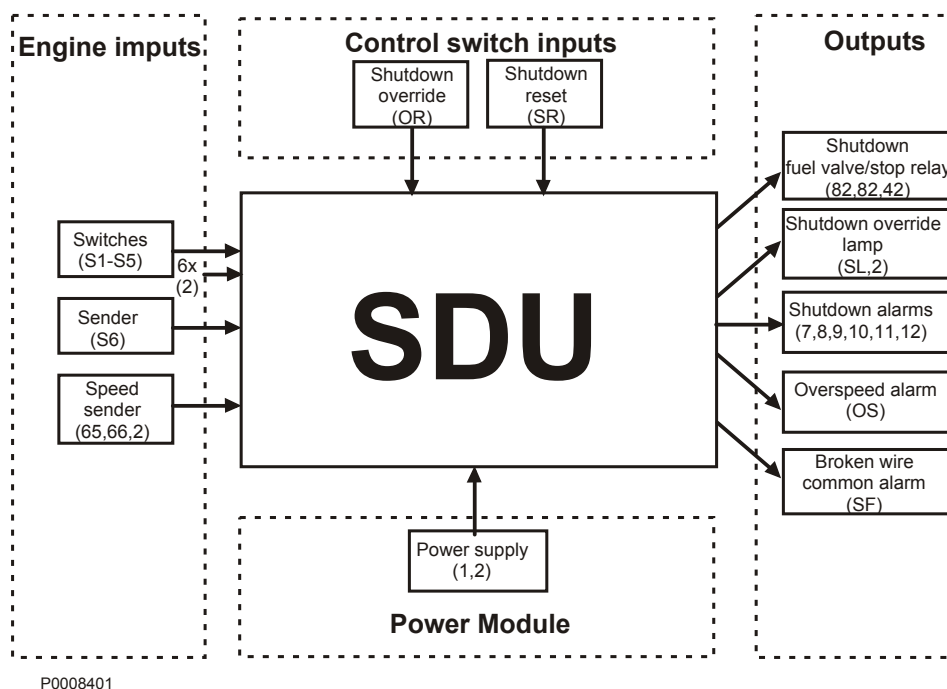 Engine imputs
Control switch inputs
Outputs
Shutdown
override
(OR)
Shutdown
reset
(SR)
Switches
(S1-S5)
6x
(2)
Sender
(S6)
Speed
sender
(65,66,2)
SDU
Shutdown
fuel valve/stop relay
(82,82,42)
Shutdown override
lamp
(SL,2)
Shutdown alarms
(7,8,9,10,11,12)
Overspeed alarm
(OS)
Broken wire
common alarm
(SF)
Power supply
(1,2)
Power Module
P0008401